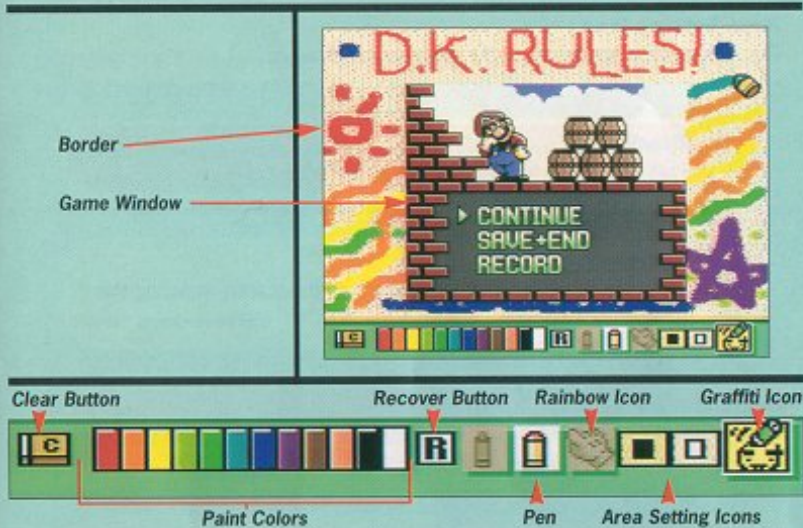 D.K. RULES!
Border
Game Window
CONTINUE
SAVE+END
RECORD
C R
Clear Button Recover Button Rainbow Icon Graffiti Icon
C R
Paint Colors Pen Area Setting Icons